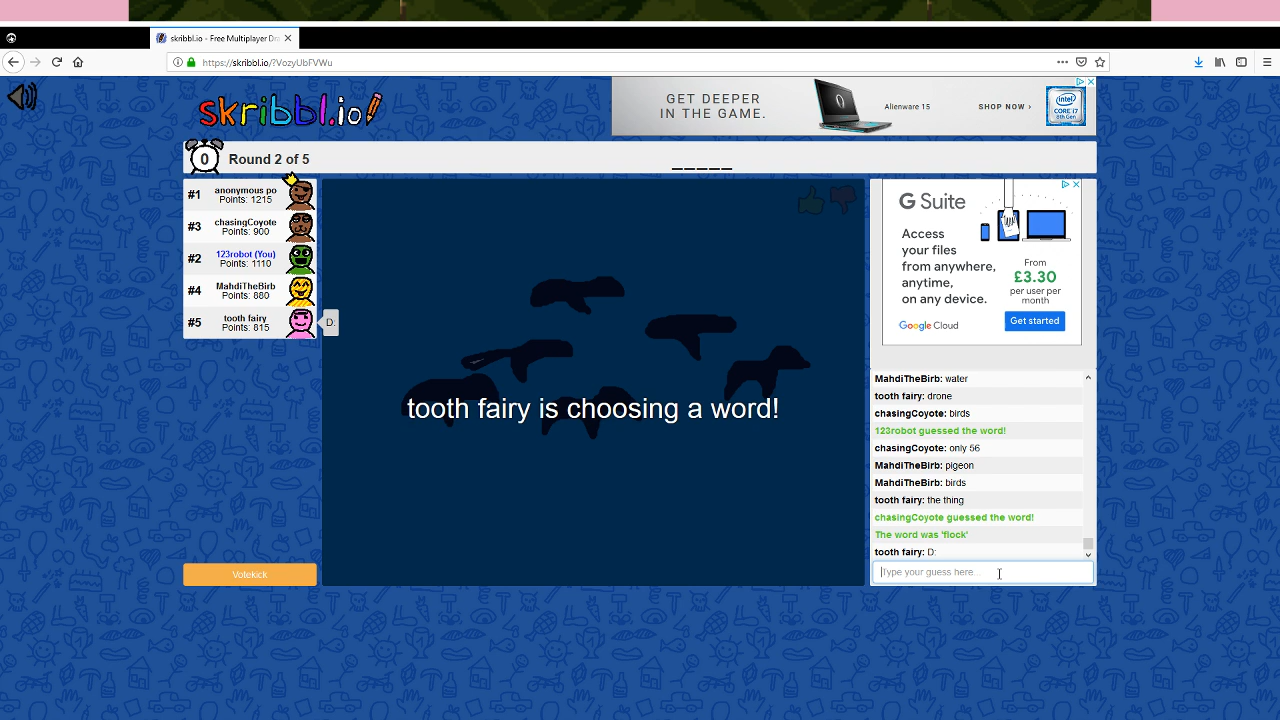 skribbl.io - Free Multiplayer Dr
https://skribbl.io/?VozyUbFVWu
skribbl.io
GET DEEPER
IN THE GAME.
Alienware 15
SHOP NOW ›
intel
CORE i7
8th Gen
0
Round 2 of 5
_ _ _ _ _
#1
anonymous po
Points: 1215
#3
chasingCoyote
Points: 900
#2
123robot (You)
Points: 1110
#4
MahdiTheBirb
Points: 880
#5
tooth fairy
Points: 815
D:
Votekick
tooth fairy is choosing a word!
G Suite
Access
your files
from anywhere,
anytime,
on any device.
From
£3.30
per user per
month
Get started
Google Cloud
MahdiTheBirb: water
tooth fairy: drone
chasingCoyote: birds
123robot guessed the word!
chasingCoyote: only 56
MahdiTheBirb: pigeon
MahdiTheBirb: birds
tooth fairy: the thing
chasingCoyote guessed the word!
The word was 'flock'
tooth fairy: D:
Type your guess here...